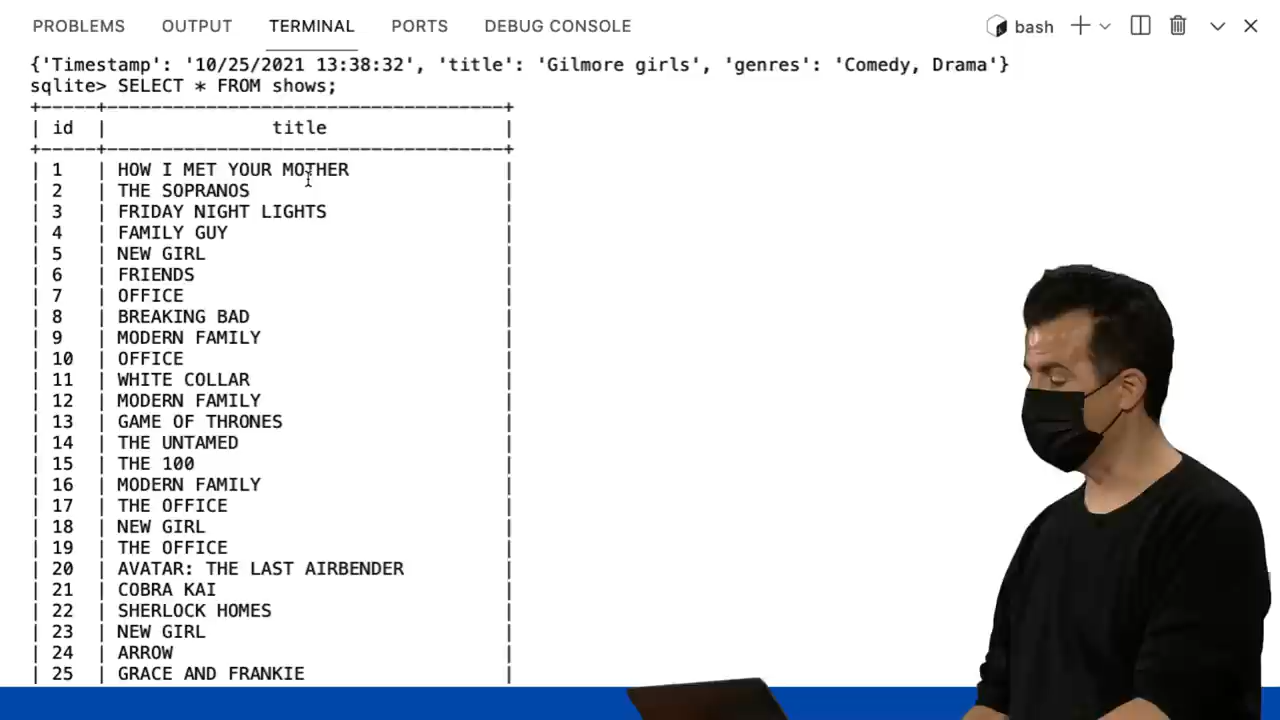 PROBLEMS OUTPUT TERMINAL PORTS DEBUG CONSOLE bash
{'Timestamp': '10/25/2021 13:38:32', 'title': 'Gilmore girls', 'genres': 'Comedy, Drama'}
sqlite> SELECT * FROM shows;
+-----+-------------------------------------+
| id | title |
+-----+-------------------------------------+
| 1 | HOW I MET YOUR MOTHER |
| 2 | THE SOPRANOS |
| 3 | FRIDAY NIGHT LIGHTS |
| 4 | FAMILY GUY |
| 5 | NEW GIRL |
| 6 | FRIENDS |
| 7 | OFFICE |
| 8 | BREAKING BAD |
| 9 | MODERN FAMILY |
| 10 | OFFICE |
| 11 | WHITE COLLAR |
| 12 | MODERN FAMILY |
| 13 | GAME OF THRONES |
| 14 | THE UNTAMED |
| 15 | THE 100 |
| 16 | MODERN FAMILY |
| 17 | THE OFFICE |
| 18 | NEW GIRL |
| 19 | THE OFFICE |
| 20 | AVATAR: THE LAST AIRBENDER |
| 21 | COBRA KAI |
| 22 | SHERLOCK HOMES |
| 23 | NEW GIRL |
| 24 | ARROW |
| 25 | GRACE AND FRANKIE |